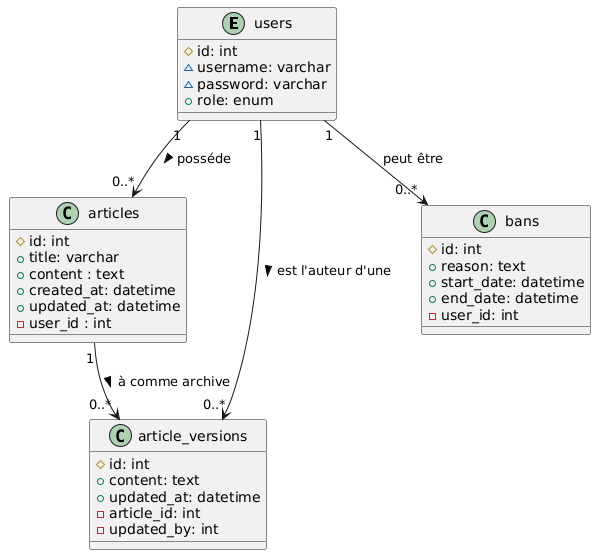 E users
id: int
username: varchar
password: varchar
role: enum
1
1
1
posséde
peut être
0..*
0..*
C articles
id: int
title: varchar
content : text
created_at: datetime
updated_at: datetime
user_id : int
C bans
id: int
reason: text
start_date: datetime
end_date: datetime
user_id: int
est l'auteur d'une
1
à comme archive
0..*
0..*
C article_versions
id: int
content: text
updated_at: datetime
article_id: int
updated_by: int